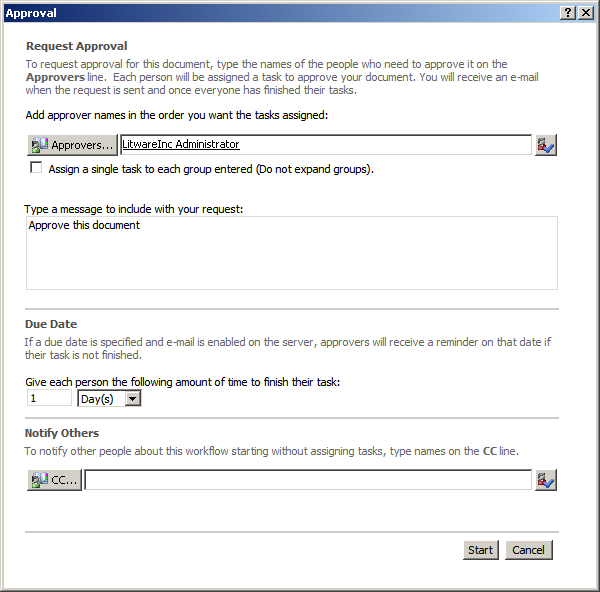 Approval
Request Approval
To request approval for this document, type the names of the people who need to approve it on the
Approvers line. Each person will be assigned a task to approve your document. You will receive an e-mail
when the request is sent and once everyone has finished their tasks.
Add approver names in the order you want the tasks assigned:
Approvers... LitwareInc Administrator
Assign a single task to each group entered (Do not expand groups).
Type a message to include with your request:
Approve this document
Due Date
If a due date is specified and e-mail is enabled on the server, approvers will receive a reminder on that date if
their task is not finished.
Give each person the following amount of time to finish their task:
1 Day(s)
Notify Others
To notify other people about this workflow starting without assigning tasks, type names on the CC line.
CC...
Start Cancel